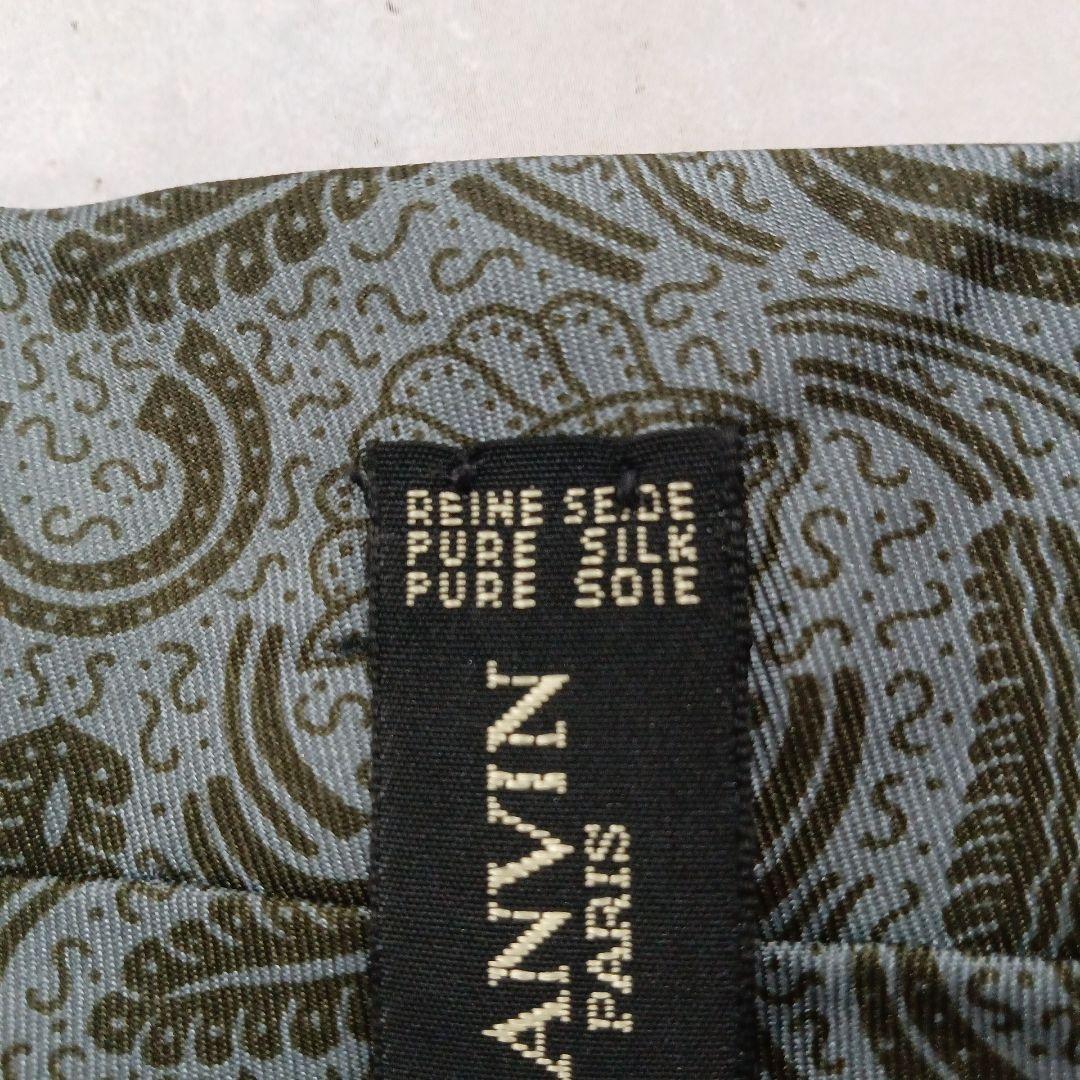 REINE SEIDE
PURE SILK
PURE SOIE
ANVIN
PARIS